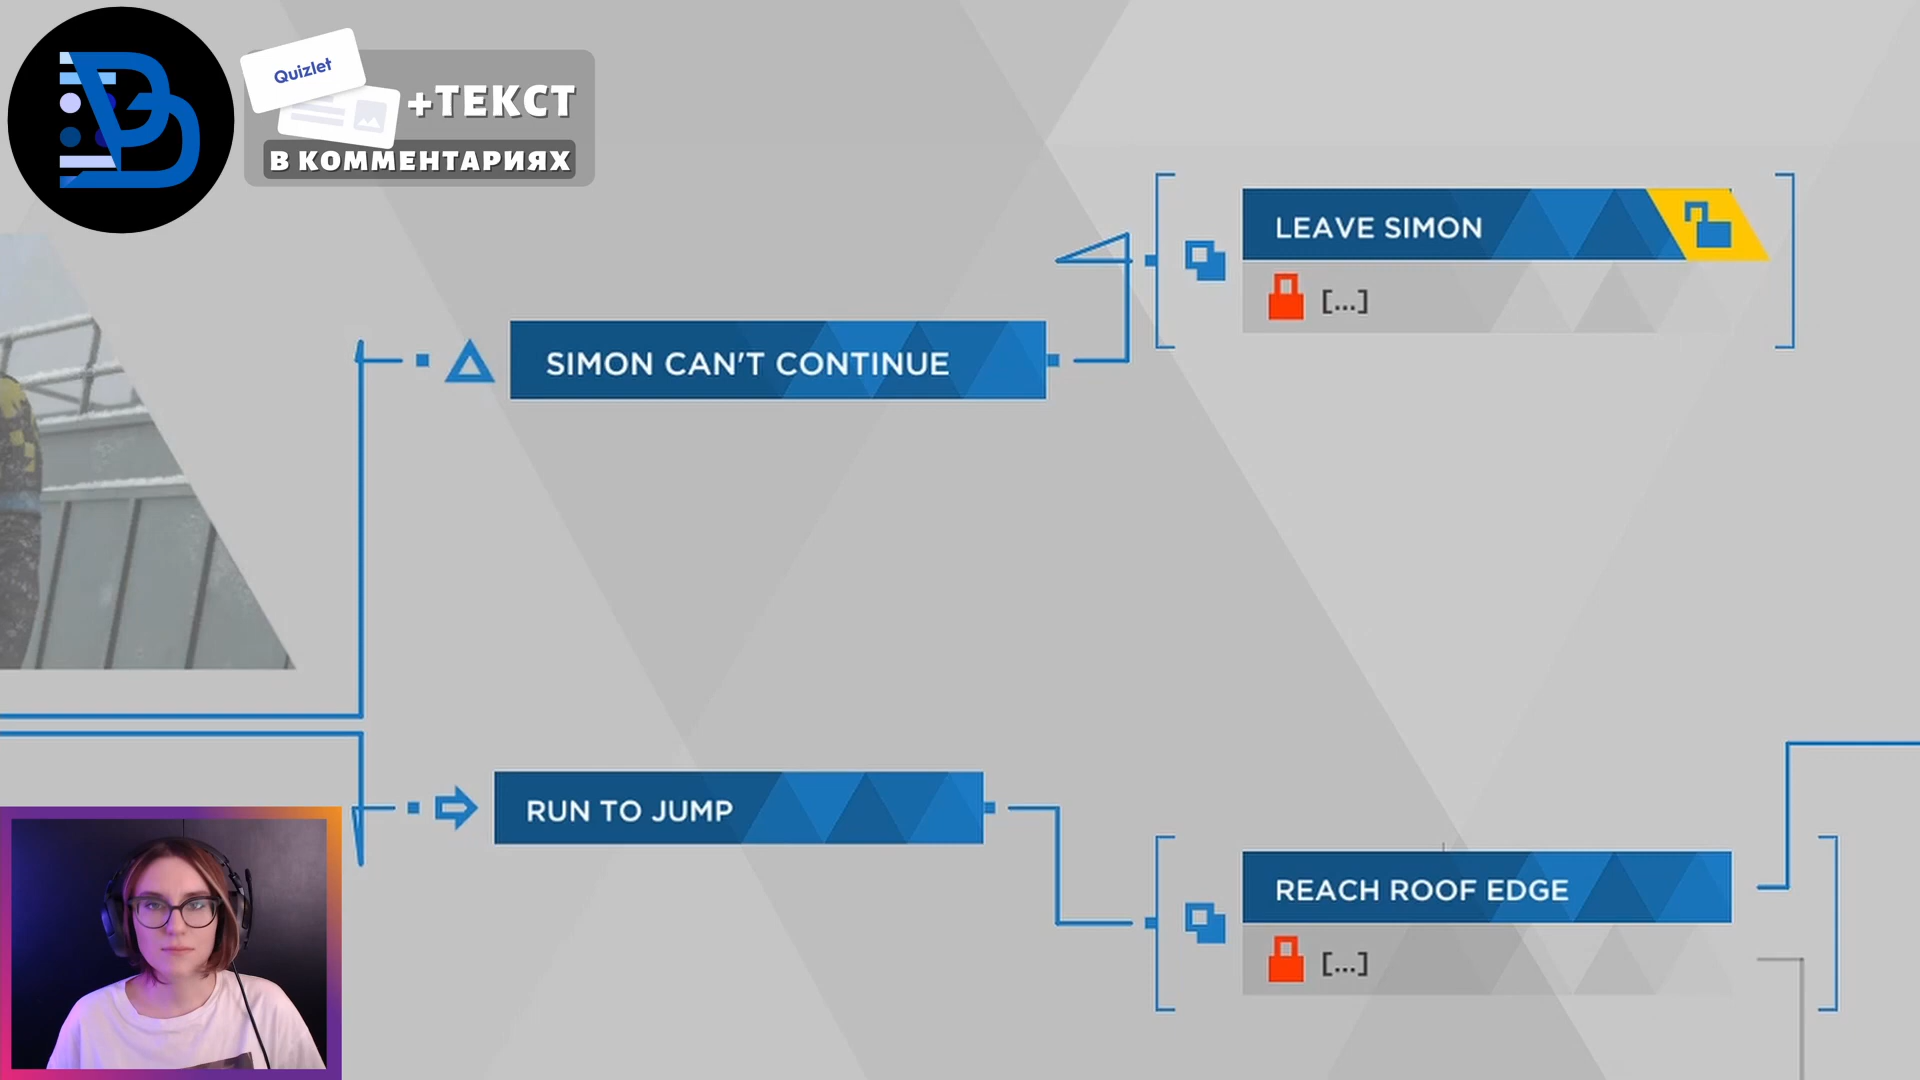 Quizlet
+ТЕКСТ
В КОММЕНТАРИЯХ
LEAVE SIMON
[...]
SIMON CAN'T CONTINUE
RUN TO JUMP
REACH ROOF EDGE
[...]